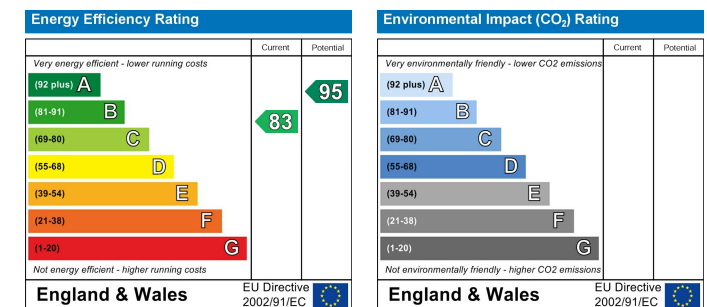 Energy Efficiency Rating
Current Potential
Very energy efficient - lower running costs
(92 plus) A
(81-91) B
(69-80) C
(55-68) D
(39-54) E
(21-38) F
(1-20) G
83
95
Not energy efficient - higher running costs
England & Wales
EU Directive
2002/91/EC
Environmental Impact (CO₂) Rating
Current Potential
Very environmentally friendly - lower CO2 emissions
(92 plus) A
(81-91) B
(69-80) C
(55-68) D
(39-54) E
(21-38) F
(1-20) G
Not environmentally friendly - higher CO2 emissions
England & Wales
EU Directive
2002/91/EC